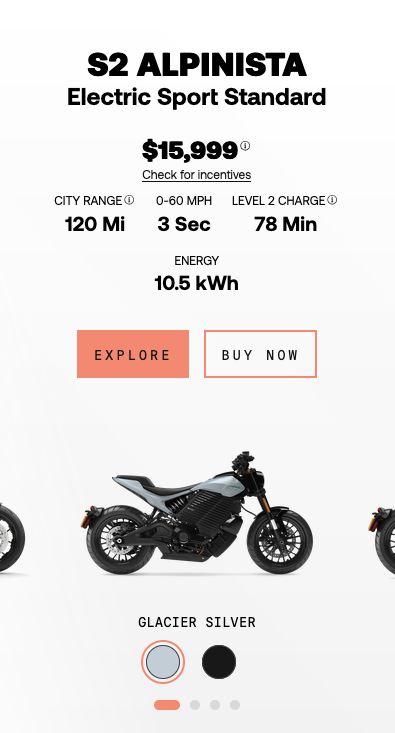 S2 ALPINISTA
Electric Sport Standard
$15,999
Check for incentives
CITY RANGE 0-60 MPH LEVEL 2 CHARGE
120 Mi 3 Sec 78 Min
ENERGY
10.5 kWh
EXPLORE BUY NOW
GLACIER SILVER